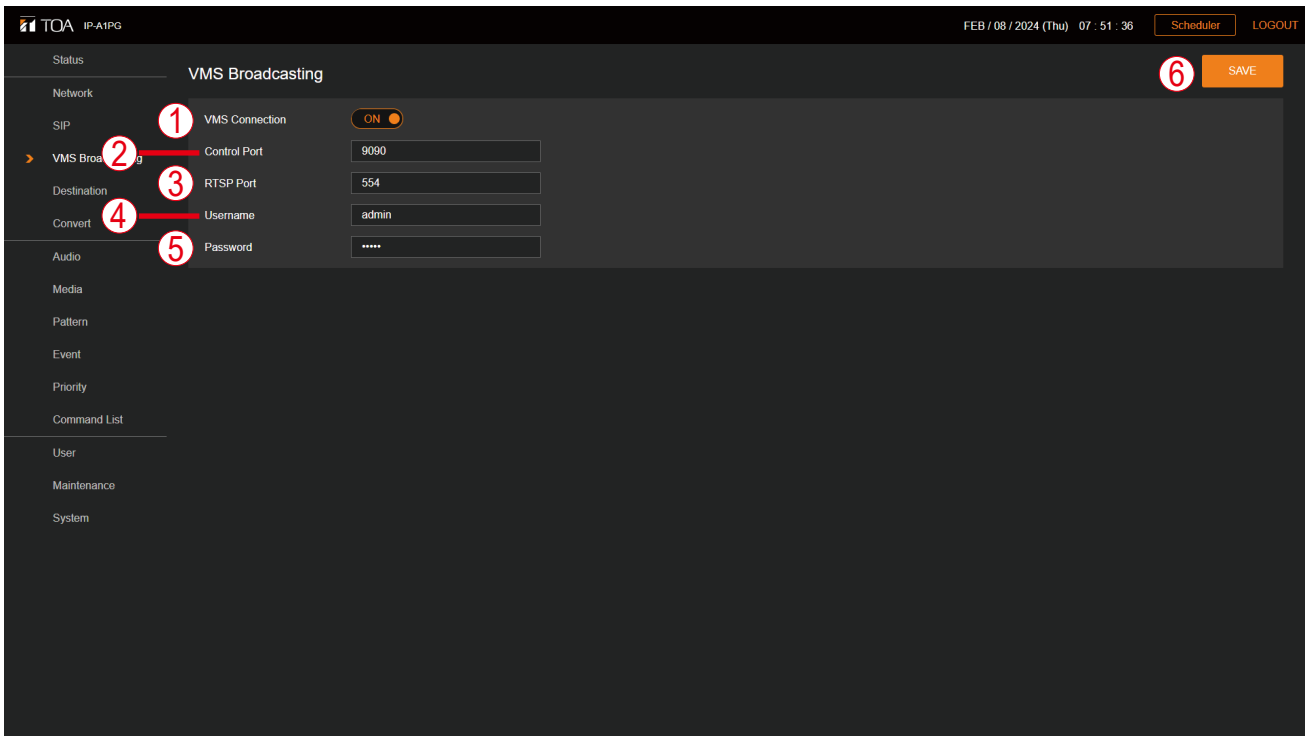 TOA IP-A1PG FEB / 08 / 2024 (Thu) 07 : 51 : 36 Scheduler LOGOUT
Status
Network
SIP
VMS Broa g
Destination
Convert
Audio
Media
Pattern
Event
Priority
Command List
User
Maintenance
System
VMS Broadcasting
6 SAVE
1 VMS Connection ON
2 Control Port 9090
3 RTSP Port 554
4 Username admin
5 Password •••••